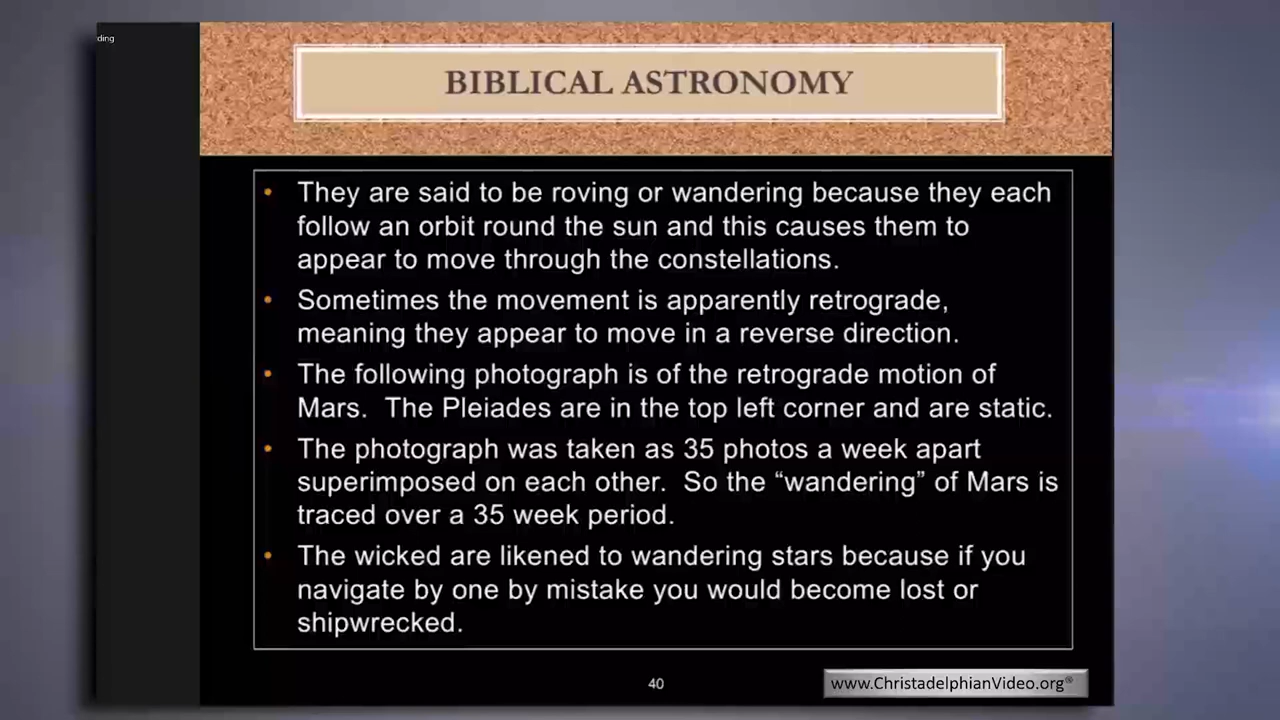 ding
BIBLICAL ASTRONOMY
• They are said to be roving or wandering because they each
follow an orbit round the sun and this causes them to
appear to move through the constellations.
• Sometimes the movement is apparently retrograde,
meaning they appear to move in a reverse direction.
• The following photograph is of the retrograde motion of
Mars.  The Pleiades are in the top left corner and are static.
• The photograph was taken as 35 photos a week apart
superimposed on each other.  So the “wandering” of Mars is
traced over a 35 week period.
• The wicked are likened to wandering stars because if you
navigate by one by mistake you would become lost or
shipwrecked.
40
www.ChristadelphianVideo.org®